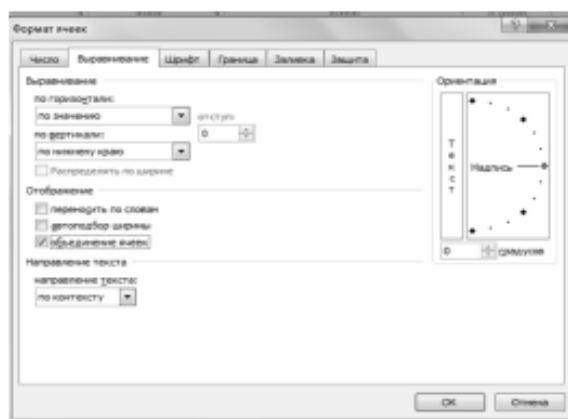 Формат ячеек
Число Выравнивание Шрифт Граница Заливка Защита
Выравнивание
по горизонтали:
по значению
отступ:
по вертикали:
0
по нижнему краю
Распределять по ширине
Отображение
переносить по словам
автоподбор ширины
объединение ячеек
Направление текста
направление текста:
по контексту
Ориентация
Текст
Надпись
0 градусов
ОК Отмена